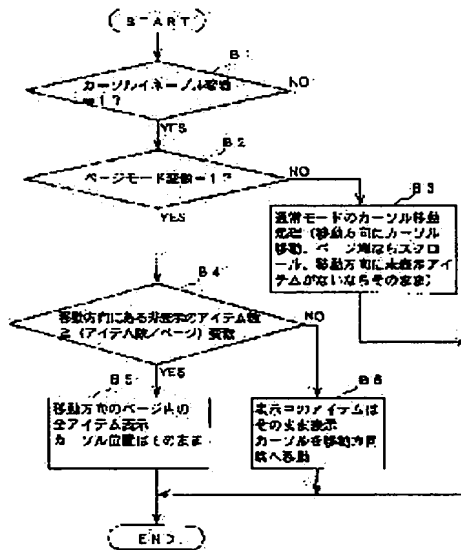 START
B1
カーソルイネーブル変数
=1?
NO
YES
B2
ページモード変数=1?
NO
YES
B3
通常モードのカーソル移動
処理(移動方向にカーソル
移動、ページ端ならスクロ
ール、移動方向に未表示アイ
テムがないならそのまま)
B4
移動方向にある非表示のアイテム数
≧(アイテム数/ページ)変数
NO
YES
B5
移動方向のページ内の
全アイテム表示
カーソル位置はそのまま
B6
表示中のアイテムは
そのまま表示
カーソルを移動方向
端へ移動
END